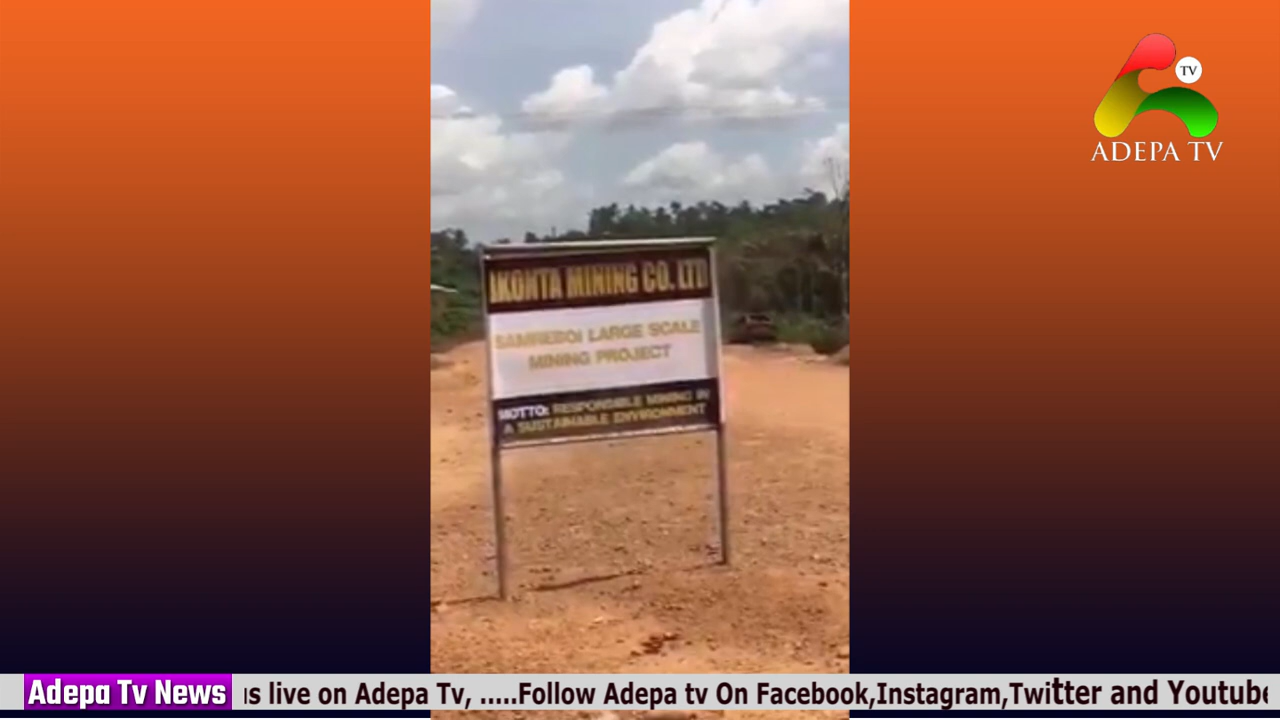 TV
ADEPA TV
AKONTA MINING CO. LTD
SAMREBOI LARGE SCALE
MINING PROJECT
MOTTO: RESPONSIBLE MINING IN
A SUSTAINABLE ENVIRONMENT
Adepa Tv News
us live on Adepa Tv, .....Follow Adepa tv On Facebook,Instagram,Twitter and Youtube